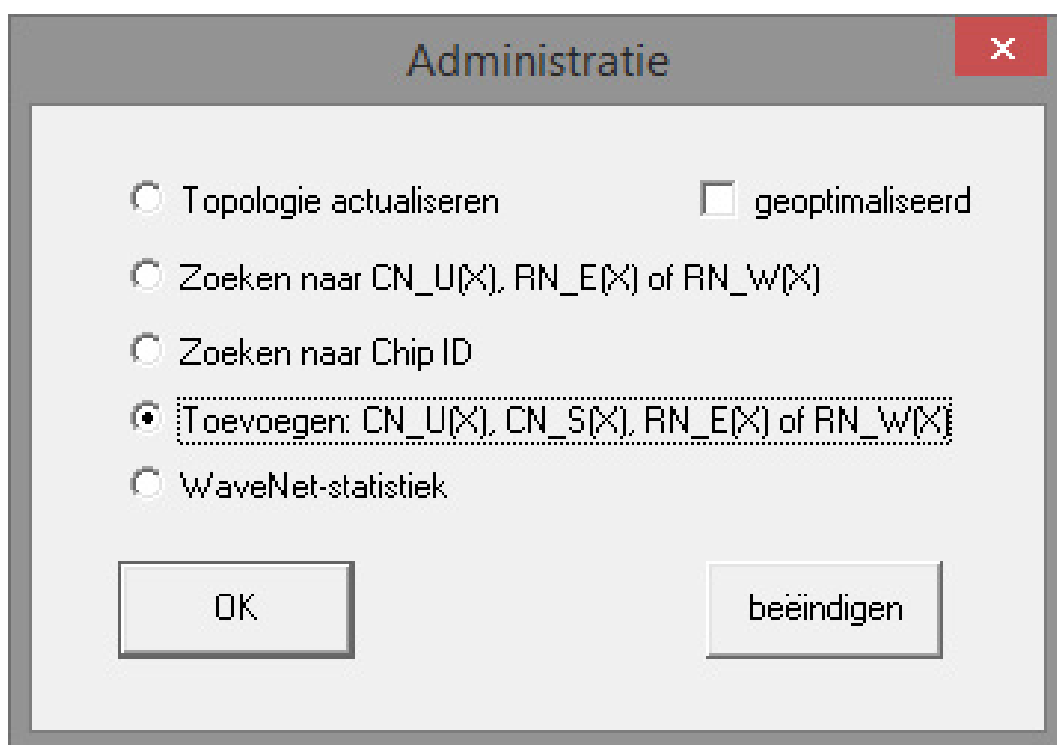 Administratie
Topologie actualiseren geoptimaliseerd
Zoeken naar CN_U(X), RN_E(X) of RN_W(X)
Zoeken naar Chip ID
Toevoegen: CN_U(X), CN_S(X), RN_E(X) of RN_W(X)
WaveNet-statistiek
OK beëindigen